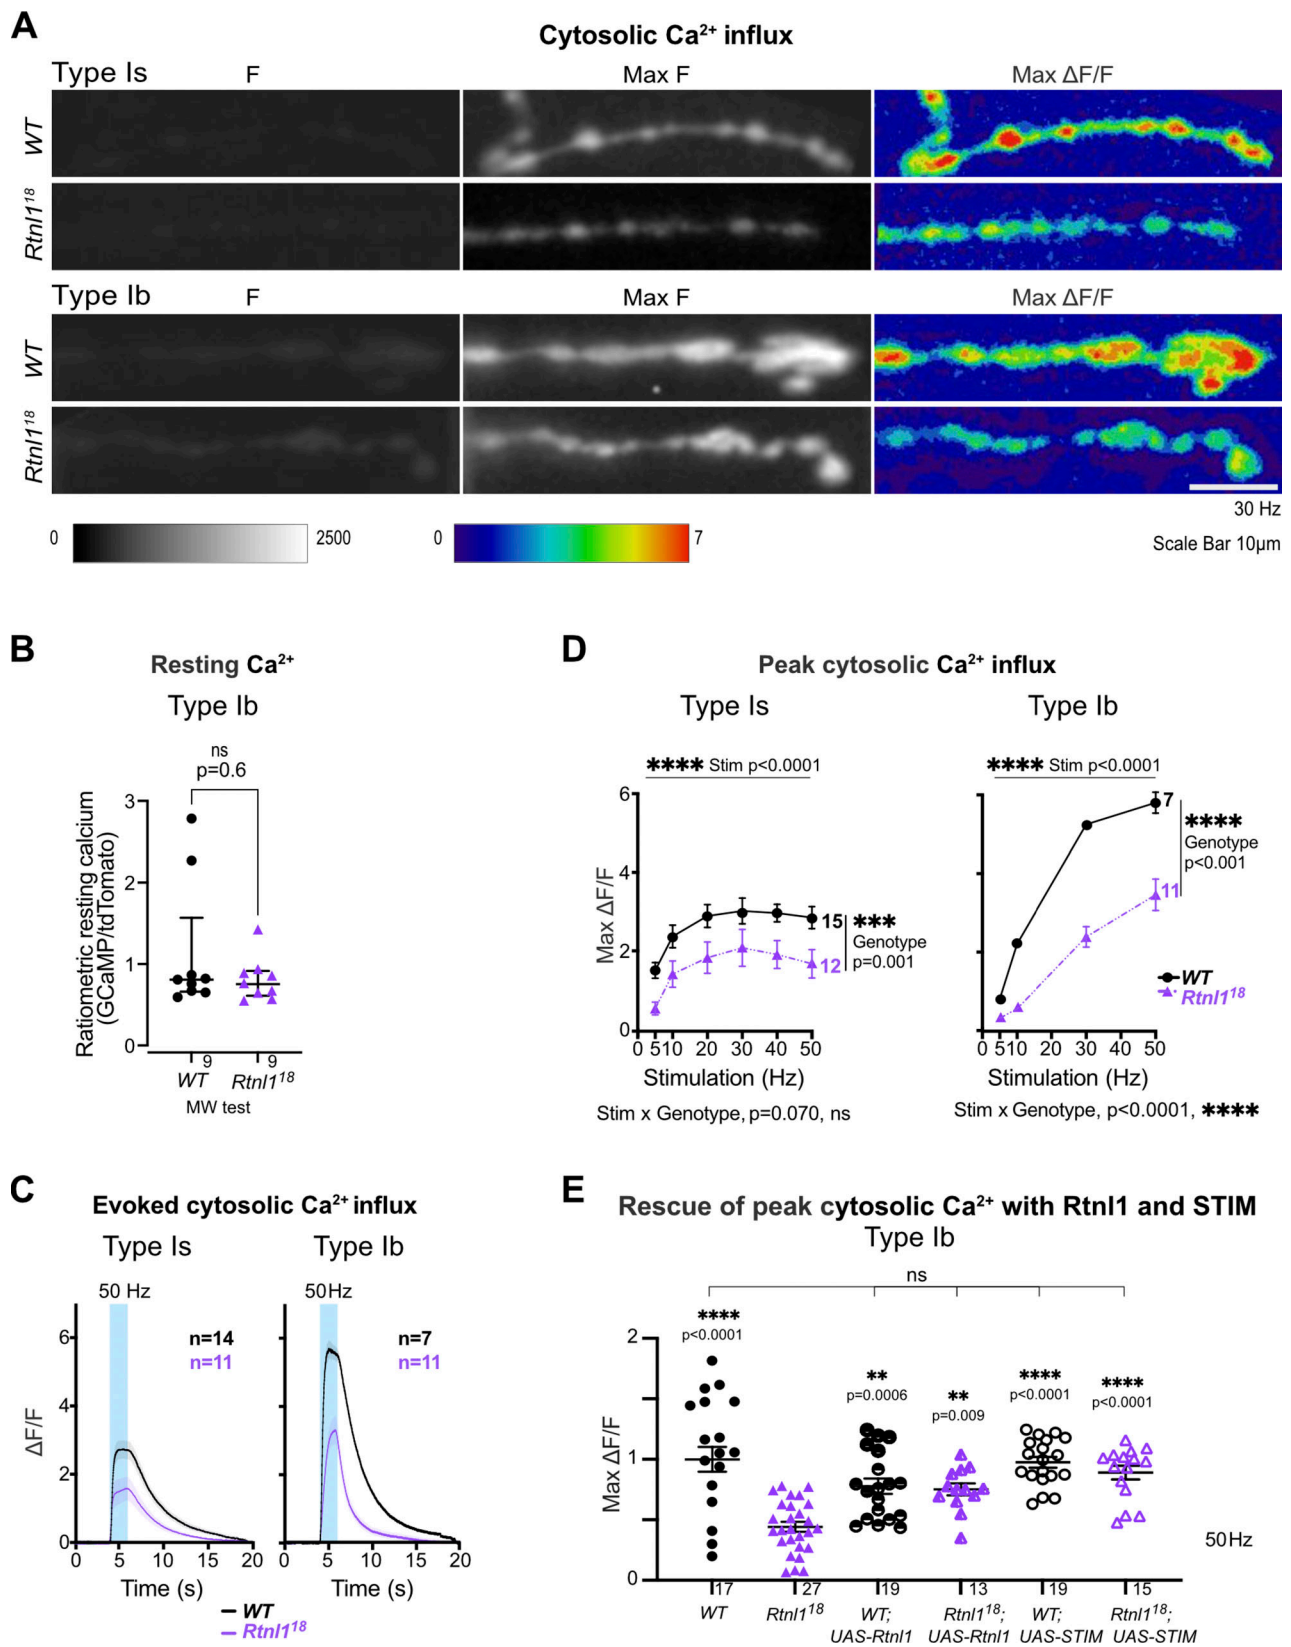 A
Cytosolic Ca²⁺ influx
Type Is
F
Max F
Max ΔF/F
WT
Rtnl1¹⁸
Type Ib
F
Max F
Max ΔF/F
WT
Rtnl1¹⁸
30 Hz
0 2500
0 7
Scale Bar 10µm
B
Resting Ca²⁺
Type Ib
ns
p=0.6
Ratiometric resting calcium
(GCaMP/tdTomato)
3
2
1
0
9 9
WT Rtnl1¹⁸
MW test
D
Peak cytosolic Ca²⁺ influx
Type Is
**** Stim p<0.0001
Max ΔF/F
6
4
2
0
15
12
***
Genotype
p=0.001
0 5 10 20 30 40 50
Stimulation (Hz)
Stim x Genotype, p=0.070, ns
Type Ib
**** Stim p<0.0001
7
11
****
Genotype
p<0.001
WT
Rtnl1¹⁸
0 5 10 20 30 40 50
Stimulation (Hz)
Stim x Genotype, p<0.0001, ****
C
Evoked cytosolic Ca²⁺ influx
Type Is
Type Ib
50 Hz
50Hz
n=14
n=11
n=7
n=11
ΔF/F
6
4
2
0
0 5 10 15 20
0 5 10 15 20
Time (s)
Time (s)
WT
Rtnl1¹⁸
E
Rescue of peak cytosolic Ca²⁺ with Rtnl1 and STIM
Type Ib
ns
****
p<0.0001
**
p=0.0006
**
p=0.009
****
p<0.0001
****
p<0.0001
Max ΔF/F
2
1
0
50Hz
17 27 19 13 19 15
WT
Rtnl1¹⁸
WT;
UAS-Rtnl1
Rtnl1¹⁸;
UAS-Rtnl1
WT;
UAS-STIM
Rtnl1¹⁸;
UAS-STIM